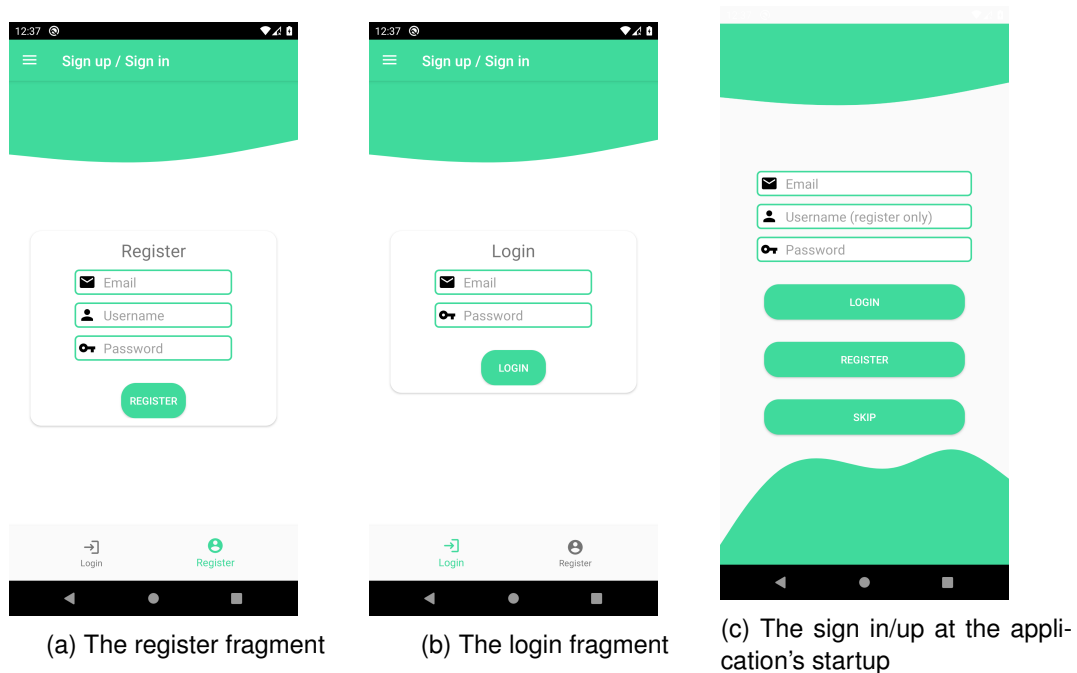 12:37
Sign up / Sign in
Register
Email
Username
Password
REGISTER
Login
Register
(a) The register fragment
12:37
Sign up / Sign in
Login
Email
Password
LOGIN
Login
Register
(b) The login fragment
Email
Username (register only)
Password
LOGIN
REGISTER
SKIP
(c) The sign in/up at the appli-
cation's startup